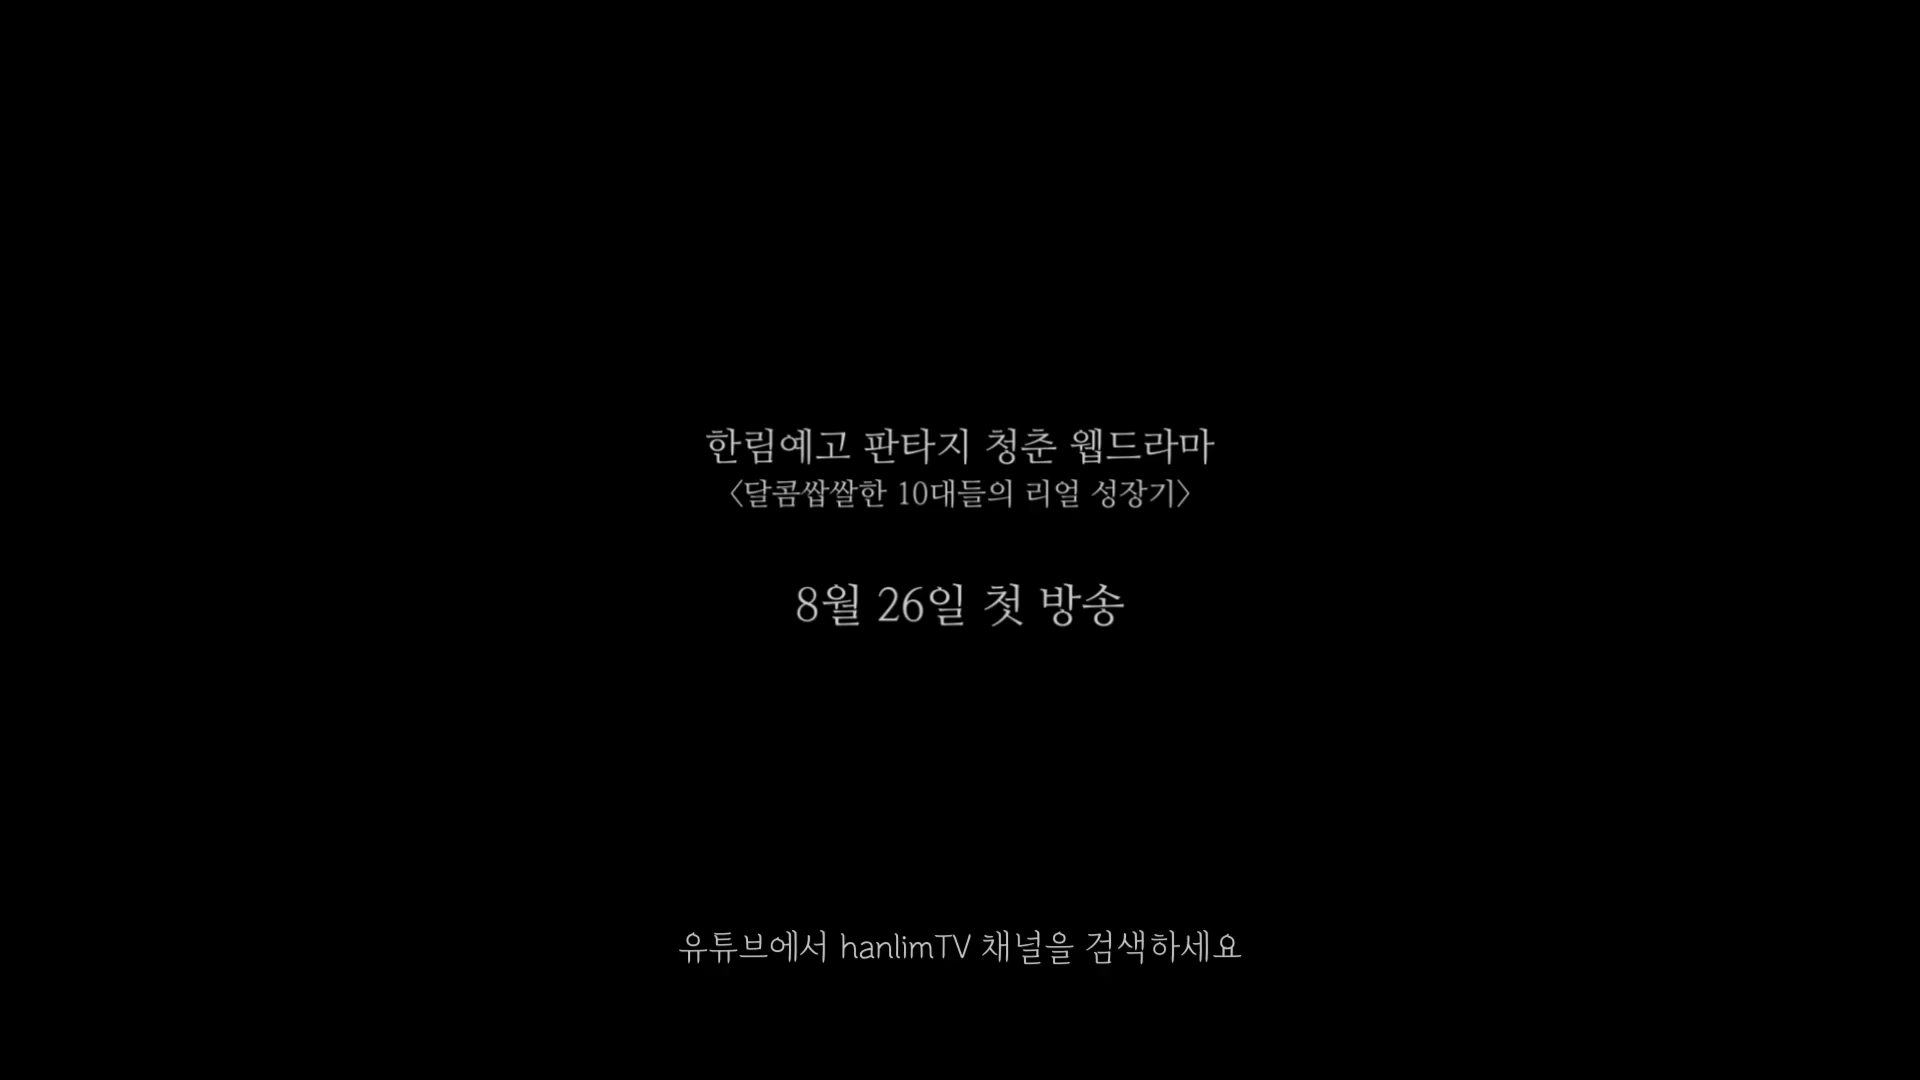 한림예고 판타지 청춘 웹드라마
〈달콤쌉쌀한 10대들의 리얼 성장기〉
8월 26일 첫 방송
유튜브에서 hanlimTV 채널을 검색하세요